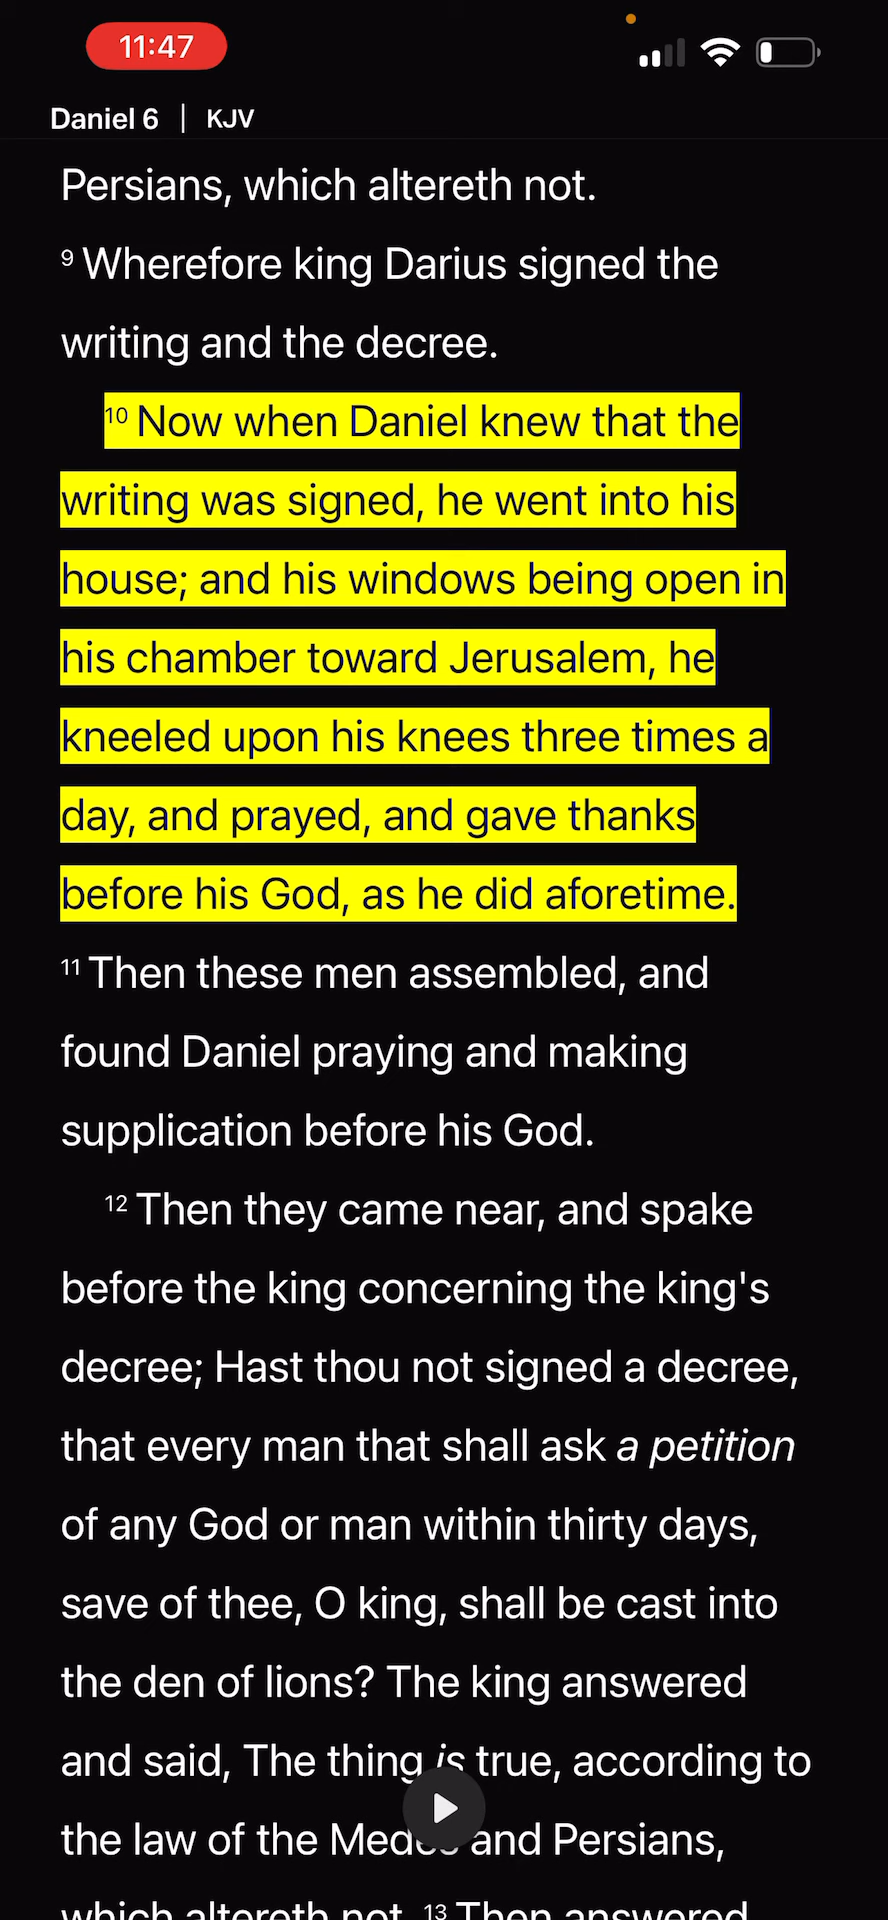 11:47
Daniel 6 | KJV
Persians, which altereth not.
9 Wherefore king Darius signed the
writing and the decree.
10 Now when Daniel knew that the
writing was signed, he went into his
house; and his windows being open in
his chamber toward Jerusalem, he
kneeled upon his knees three times a
day, and prayed, and gave thanks
before his God, as he did aforetime.
11 Then these men assembled, and
found Daniel praying and making
supplication before his God.
12 Then they came near, and spake
before the king concerning the king's
decree; Hast thou not signed a decree,
that every man that shall ask a petition
of any God or man within thirty days,
save of thee, O king, shall be cast into
the den of lions? The king answered
and said, The thing is true, according to
the law of the Medes and Persians,
which altereth not. 13 Then answered